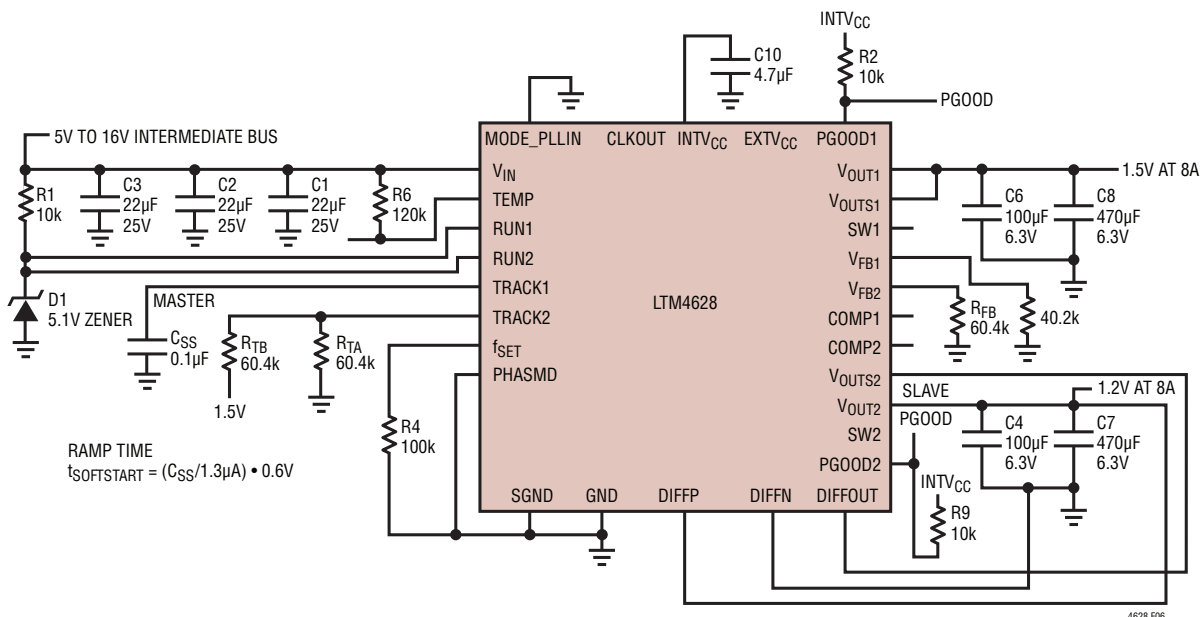 INTVCC
C10
4.7µF
R2
10k
PGOOD
5V TO 16V INTERMEDIATE BUS
MODE_PLLIN CLKOUT INTVCC EXTVCC PGOOD1
R1
10k
C3
22µF
25V
C2
22µF
25V
C1
22µF
25V
R6
120k
VIN
TEMP
RUN1
RUN2
TRACK1
TRACK2
fSET
PHASMD
LTM4628
VOUT1
VOUTS1
SW1
VFB1
VFB2
COMP1
COMP2
VOUTS2
VOUT2
SW2
PGOOD2
1.5V AT 8A
C6
100µF
6.3V
C8
470µF
6.3V
D1
5.1V ZENER
MASTER
CSS
0.1µF
RTB
60.4k
1.5V
RTA
60.4k
RFB
60.4k
40.2k
SLAVE
1.2V AT 8A
PGOOD
C4
100µF
6.3V
C7
470µF
6.3V
R4
100k
INTVCC
R9
10k
RAMP TIME
tSOFTSTART = (CSS/1.3µA) • 0.6V
SGND GND DIFFP DIFFN DIFFOUT
4628 F06